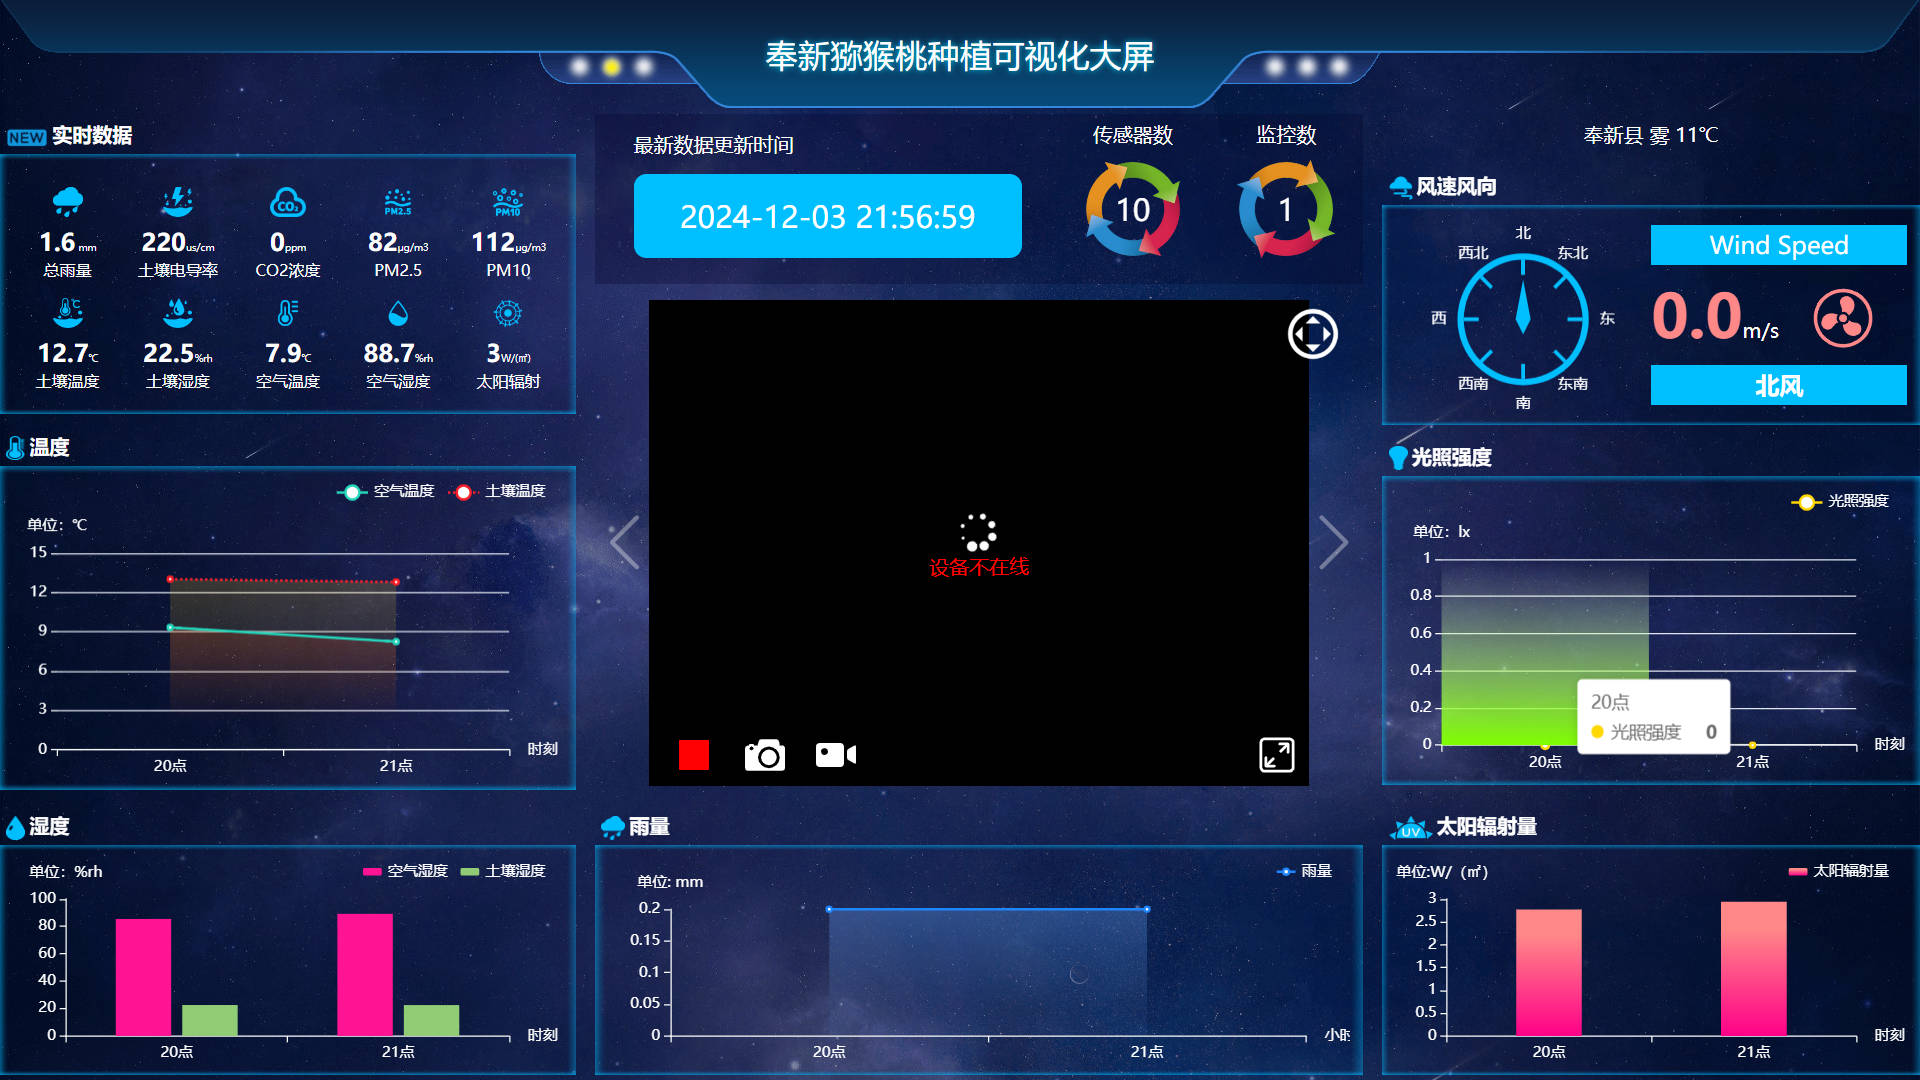 奉新猕猴桃种植可视化大屏
NEW 实时数据
1.6 mm
总雨量
220 us/cm
土壤电导率
CO₂
0 ppm
CO2浓度
PM2.5
82 μg/m3
PM2.5
PM10
112 μg/m3
PM10
℃
12.7 ℃
土壤温度
22.5 %rh
土壤湿度
7.9 ℃
空气温度
88.7 %rh
空气湿度
3 W/(㎡)
太阳辐射
最新数据更新时间
2024-12-03 21:56:59
传感器数
10
监控数
1
奉新县 雾 11℃
风速风向
北
西北 东北
西 东
西南 东南
南
Wind Speed
0.0 m/s
北风
温度
空气温度 土壤温度
单位：℃
15
12
9
6
3
0
20点 21点 时刻
设备不在线
光照强度
光照强度
单位：lx
1
0.8
0.6
0.4
0.2
0
20点
光照强度 0
20点 21点 时刻
湿度
单位：%rh
空气湿度 土壤湿度
100
80
60
40
20
0
20点 21点 时刻
雨量
单位: mm
雨量
0.2
0.15
0.1
0.05
0
20点 21点 小时
UV 太阳辐射量
单位:W/（㎡）
太阳辐射量
3
2.5
2
1.5
1
0.5
0
20点 21点 时刻